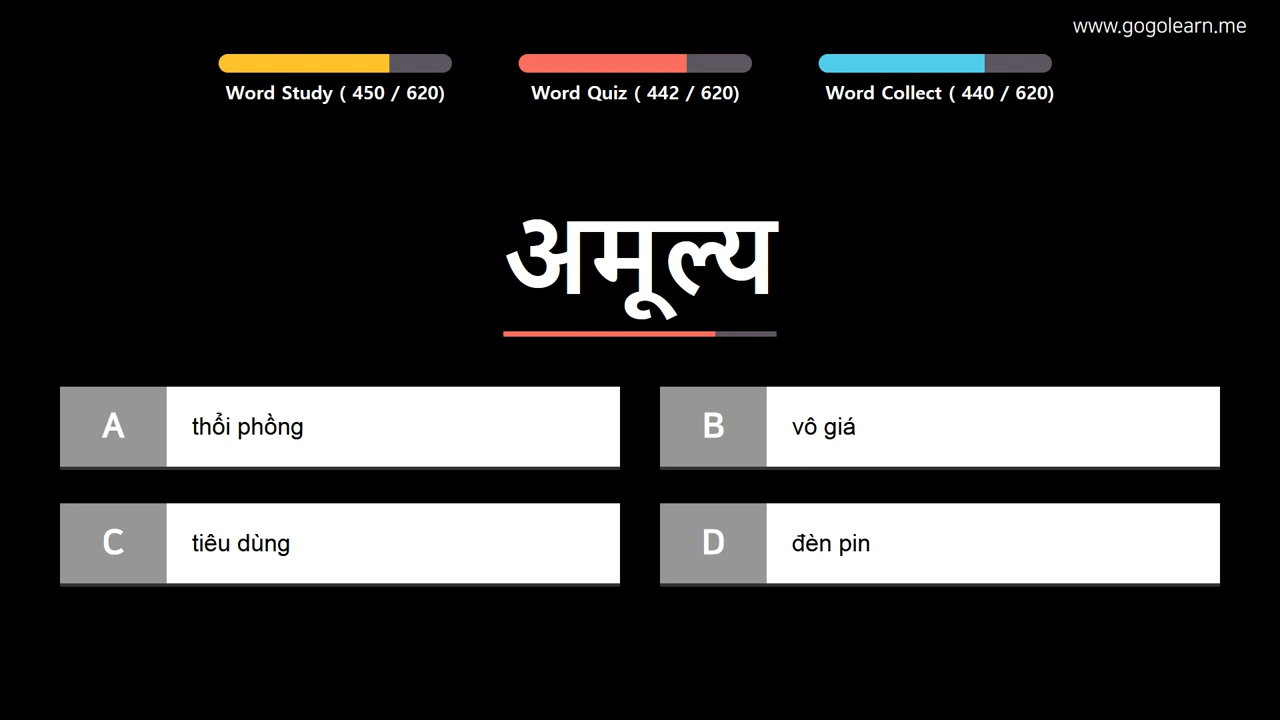 www.gogolearn.me
Word Study ( 450 / 620)
Word Quiz ( 442 / 620)
Word Collect ( 440 / 620)
अमूल्य
A
thổi phồng
B
vô giá
C
tiêu dùng
D
đèn pin